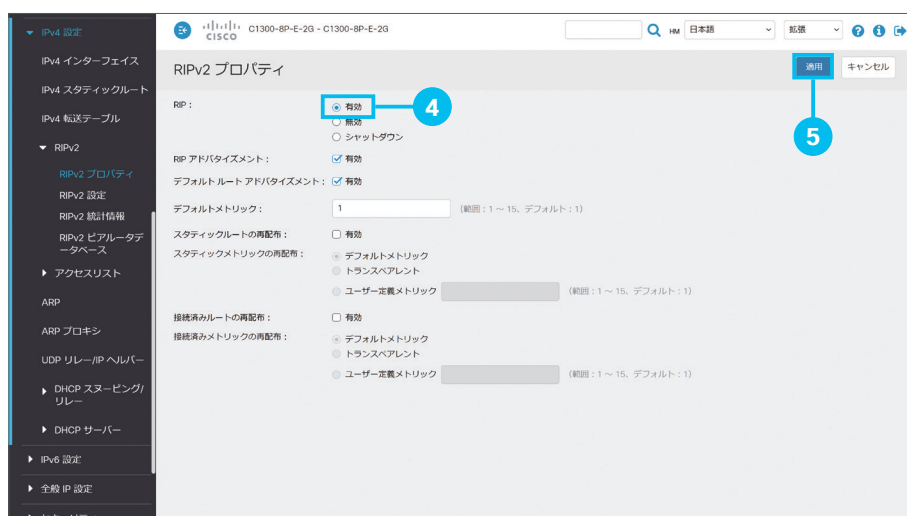 IPv4 設定
IPv4 インターフェイス
IPv4 スタティックルート
IPv4 転送テーブル
RIPv2
RIPv2 プロパティ
RIPv2 設定
RIPv2 統計情報
RIPv2 ピアルータデ
ータベース
アクセスリスト
ARP
ARP プロキシ
UDP リレー/IP ヘルパー
DHCP スヌーピング/
リレー
DHCP サーバー
IPv6 設定
全般 IP 設定
CISCO C1300-8P-E-2G - C1300-8P-E-2G HM 日本語 拡張
RIPv2 プロパティ 適用 キャンセル
RIP : 有効 4
無効 5
シャットダウン
RIP アドバタイズメント : 有効
デフォルト ルート アドバタイズメント : 有効
デフォルトメトリック : 1 (範囲 : 1 ~ 15、デフォルト : 1)
スタティックルートの再配布 : 有効
スタティックメトリックの再配布 : デフォルトメトリック
トランスペアレント
ユーザー定義メトリック (範囲 : 1 ~ 15、デフォルト : 1)
接続済みルートの再配布 : 有効
接続済みメトリックの再配布 : デフォルトメトリック
トランスペアレント
ユーザー定義メトリック (範囲 : 1 ~ 15、デフォルト : 1)